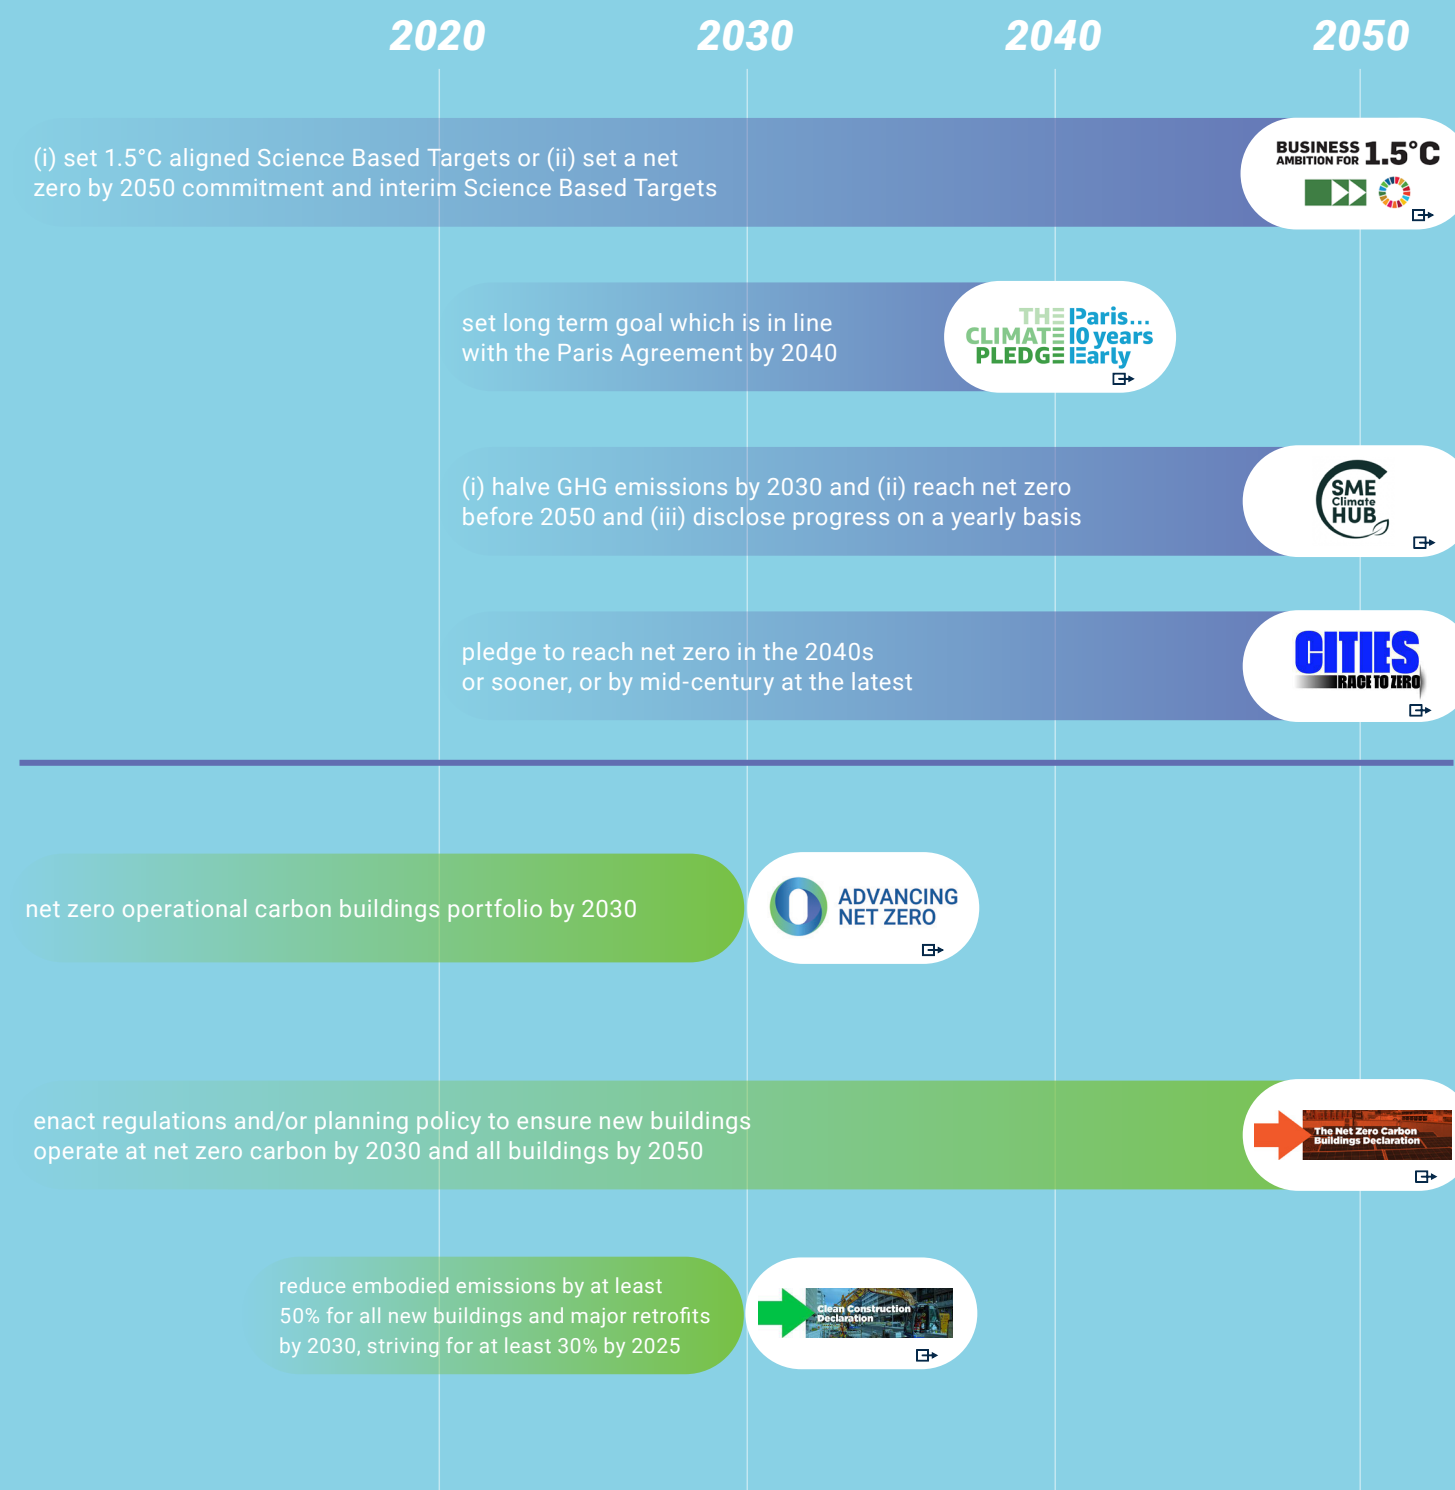 2020 2030 2040 2050
(i) set 1.5°C aligned Science Based Targets or (ii) set a net
zero by 2050 commitment and interim Science Based Targets
BUSINESS
AMBITION FOR 1.5°C
set long term goal which is in line
with the Paris Agreement by 2040
THE Paris...
CLIMATE 10 years
PLEDGE Early
(i) halve GHG emissions by 2030 and (ii) reach net zero
before 2050 and (iii) disclose progress on a yearly basis
SME
Climate
HUB
pledge to reach net zero in the 2040s
or sooner, or by mid-century at the latest
CITIES
RACE TO ZERO
net zero operational carbon buildings portfolio by 2030
ADVANCING
NET ZERO
enact regulations and/or planning policy to ensure new buildings
operate at net zero carbon by 2030 and all buildings by 2050
The Net Zero Carbon
Buildings Declaration
reduce embodied emissions by at least
50% for all new buildings and major retrofits
by 2030, striving for at least 30% by 2025
Clean Construction
Declaration